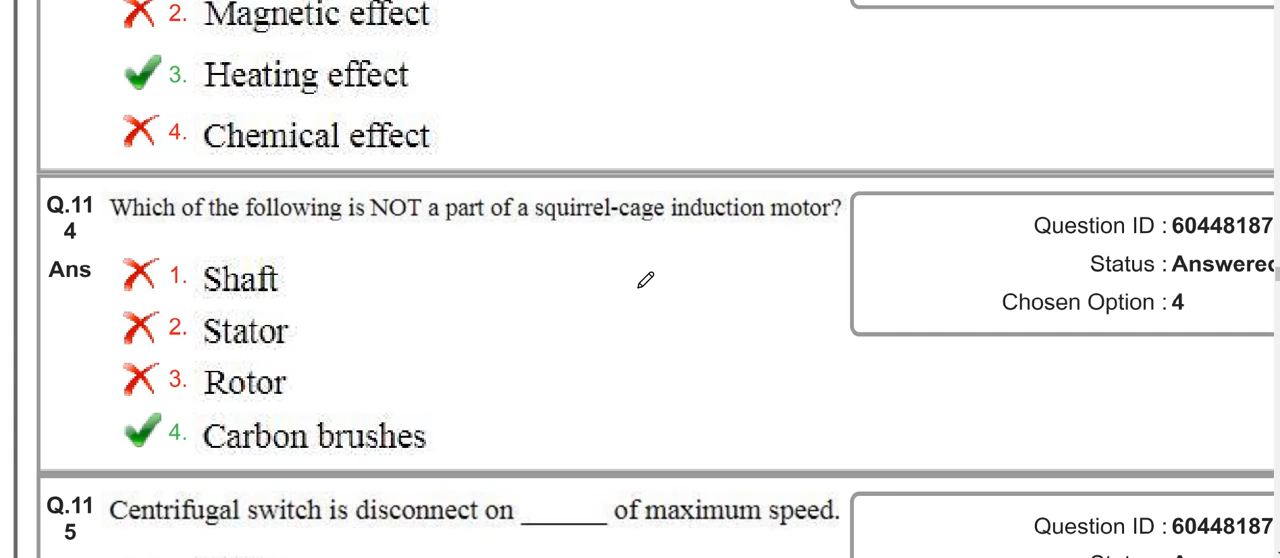 2. Magnetic effect
3. Heating effect
4. Chemical effect
Q.11
4
Which of the following is NOT a part of a squirrel-cage induction motor?
Question ID : 60448187
Status : Answered
Chosen Option : 4
Ans
1. Shaft
2. Stator
3. Rotor
4. Carbon brushes
Q.11
5
Centrifugal switch is disconnect on ______ of maximum speed.
Question ID : 60448187